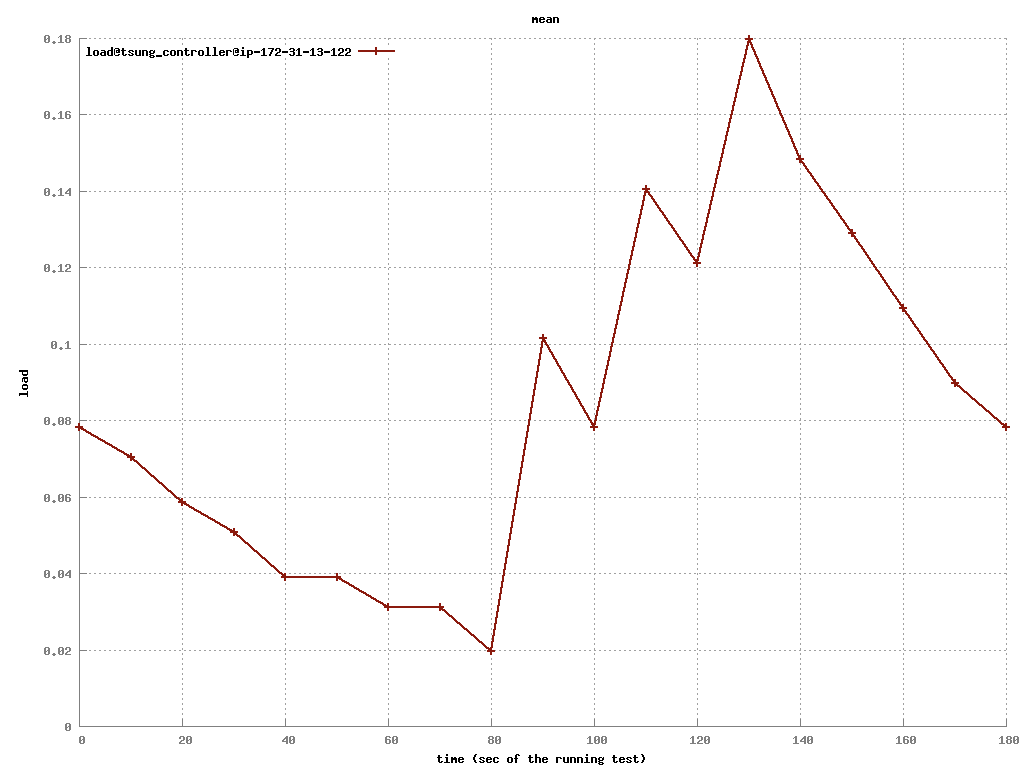 mean
load@tsung_controller@ip-172-31-13-122
0.18
0.16
0.14
0.12
0.1
0.08
0.06
0.04
0.02
0
load
0 20 40 60 80 100 120 140 160 180
time (sec of the running test)